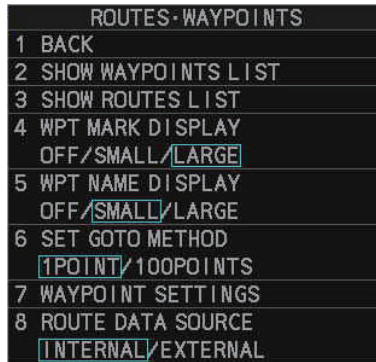 ROUTES·WAYPOINTS
1 BACK
2 SHOW WAYPOINTS LIST
3 SHOW ROUTES LIST
4 WPT MARK DISPLAY
OFF/SMALL/LARGE
5 WPT NAME DISPLAY
OFF/SMALL/LARGE
6 SET GOTO METHOD
1POINT/100POINTS
7 WAYPOINT SETTINGS
8 ROUTE DATA SOURCE
INTERNAL/EXTERNAL